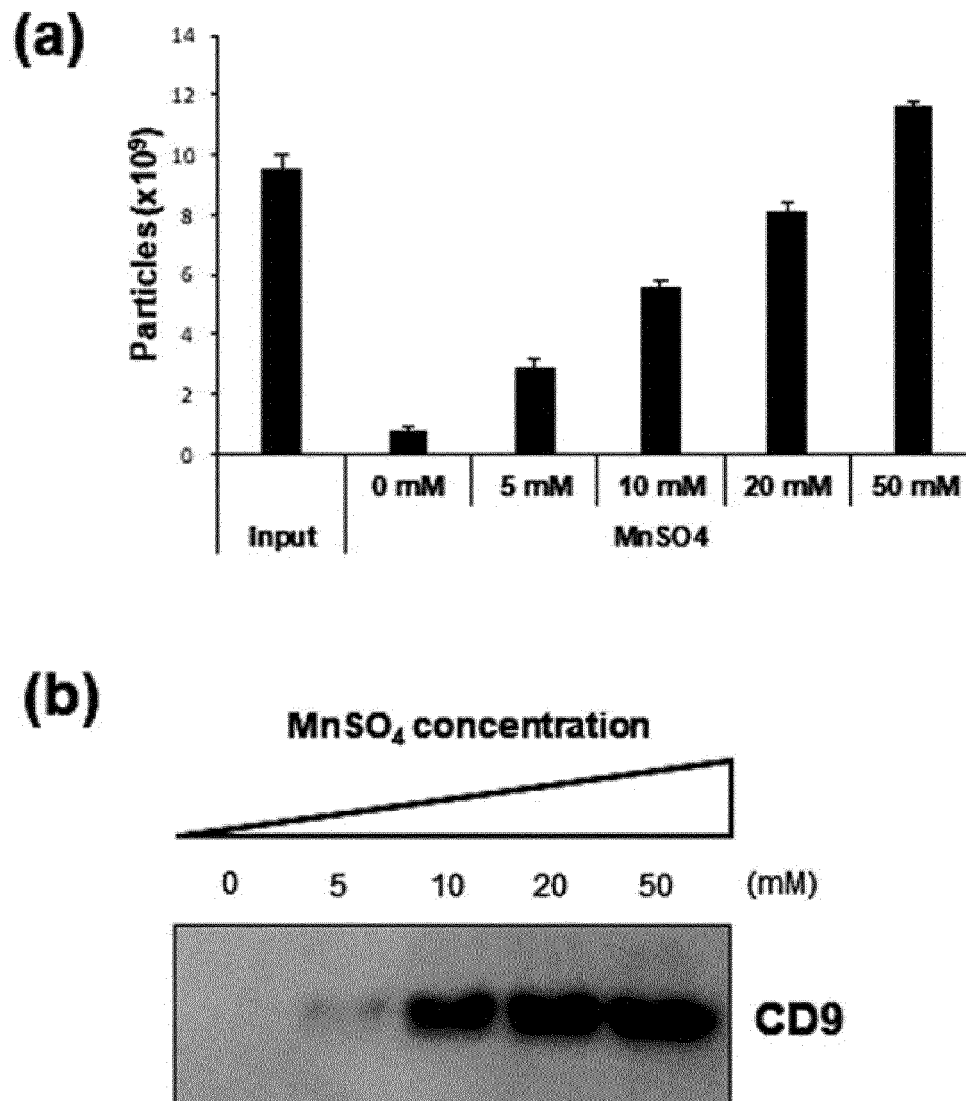 (a)
Particles (x10⁹)
14
12
10
8
6
4
2
0
0 mM 5 mM 10 mM 20 mM 50 mM
Input MnSO4
(b)
MnSO₄ concentration
0 5 10 20 50 (mM)
CD9